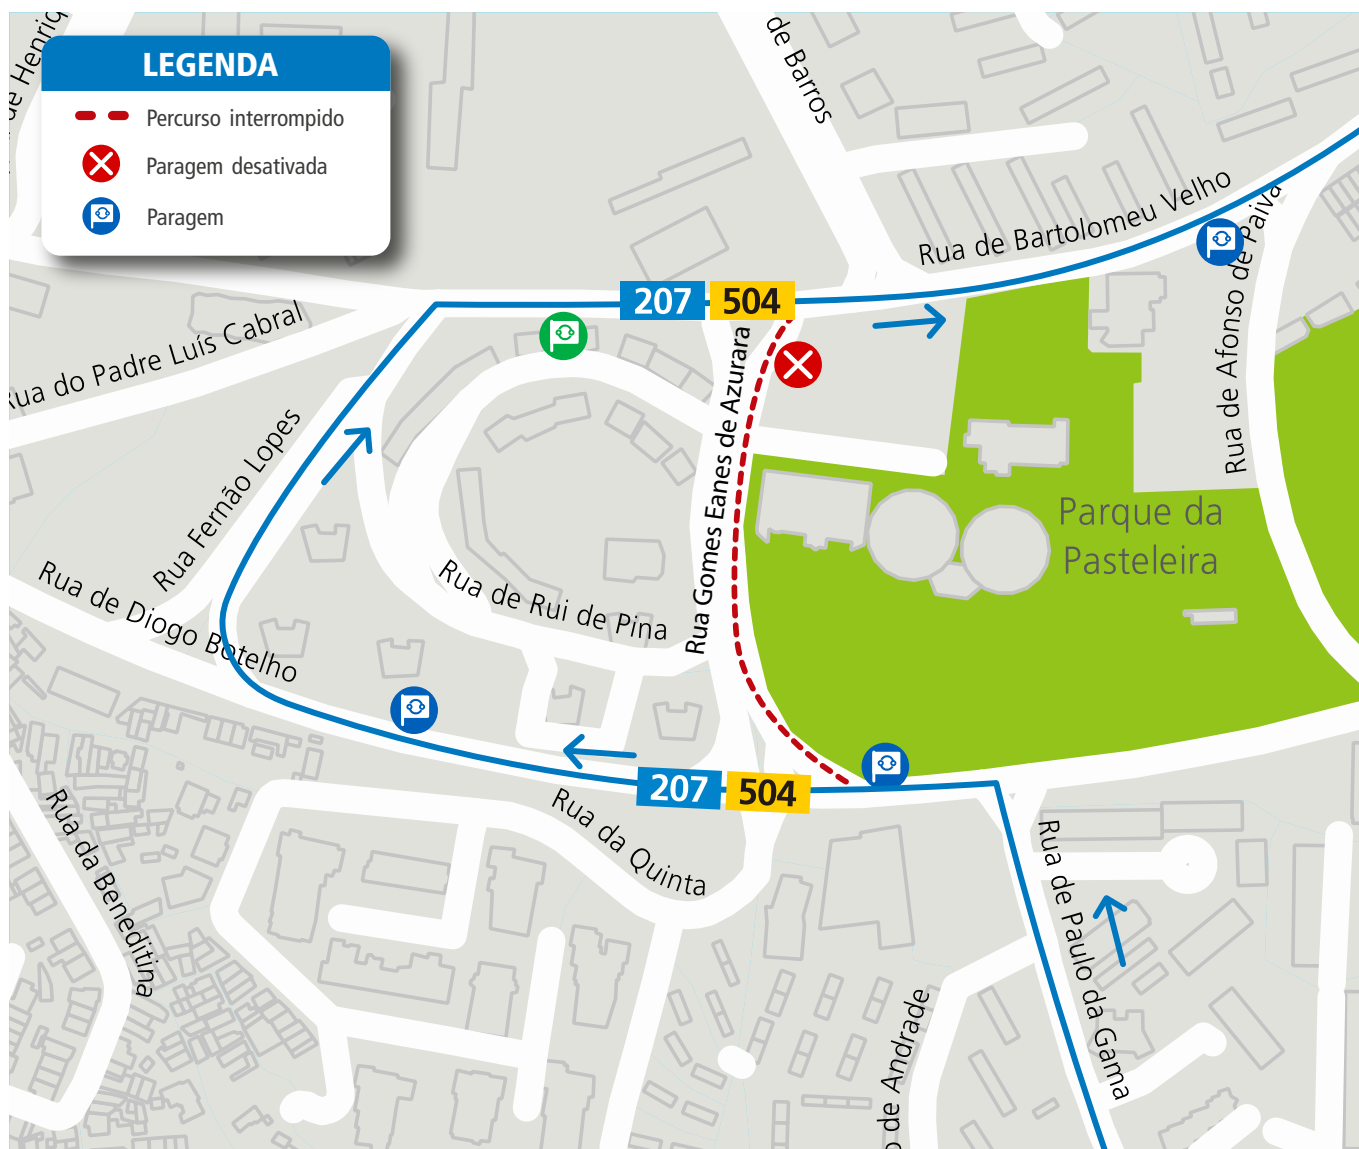 LEGENDA
Percurso interrompido
Paragem desativada
Paragem
de Barros
Rua de Bartolomeu Velho
Rua de Afonso de Paiva
207 504
Rua do Padre Luís Cabral
Rua Gomes Eanes de Azurara
Rua Fernão Lopes
Parque da
Pasteleira
Rua de Diogo Botelho
Rua de Rui de Pina
207 504
Rua da Quinta
Rua da Beneditina
Rua de Paulo da Gama
o de Andrade